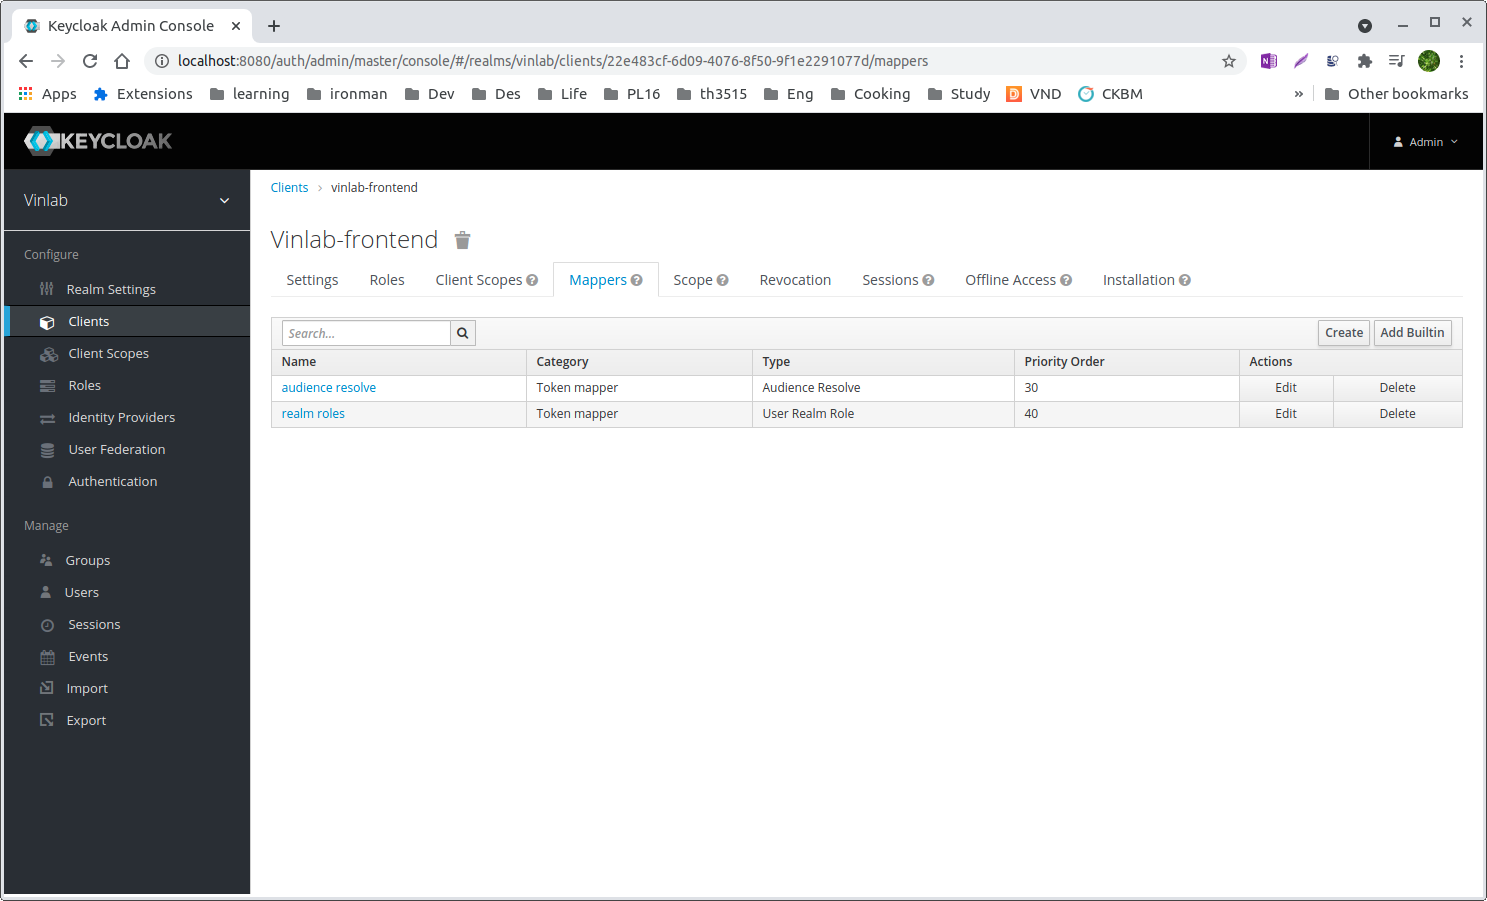 Keycloak Admin Console
localhost:8080/auth/admin/master/console/#/realms/vinlab/clients/22e483cf-6d09-4076-8f50-9f1e2291077d/mappers
Apps Extensions learning ironman Dev Des Life PL16 th3515 Eng Cooking Study VND CKBM » Other bookmarks
KEYCLOAK
Admin
Vinlab
Configure
Realm Settings
Clients
Client Scopes
Roles
Identity Providers
User Federation
Authentication
Manage
Groups
Users
Sessions
Events
Import
Export
Clients › vinlab-frontend
Vinlab-frontend
Settings Roles Client Scopes Mappers Scope Revocation Sessions Offline Access Installation
Search... Create Add Builtin
Name Category Type Priority Order Actions
audience resolve Token mapper Audience Resolve 30 Edit Delete
realm roles Token mapper User Realm Role 40 Edit Delete